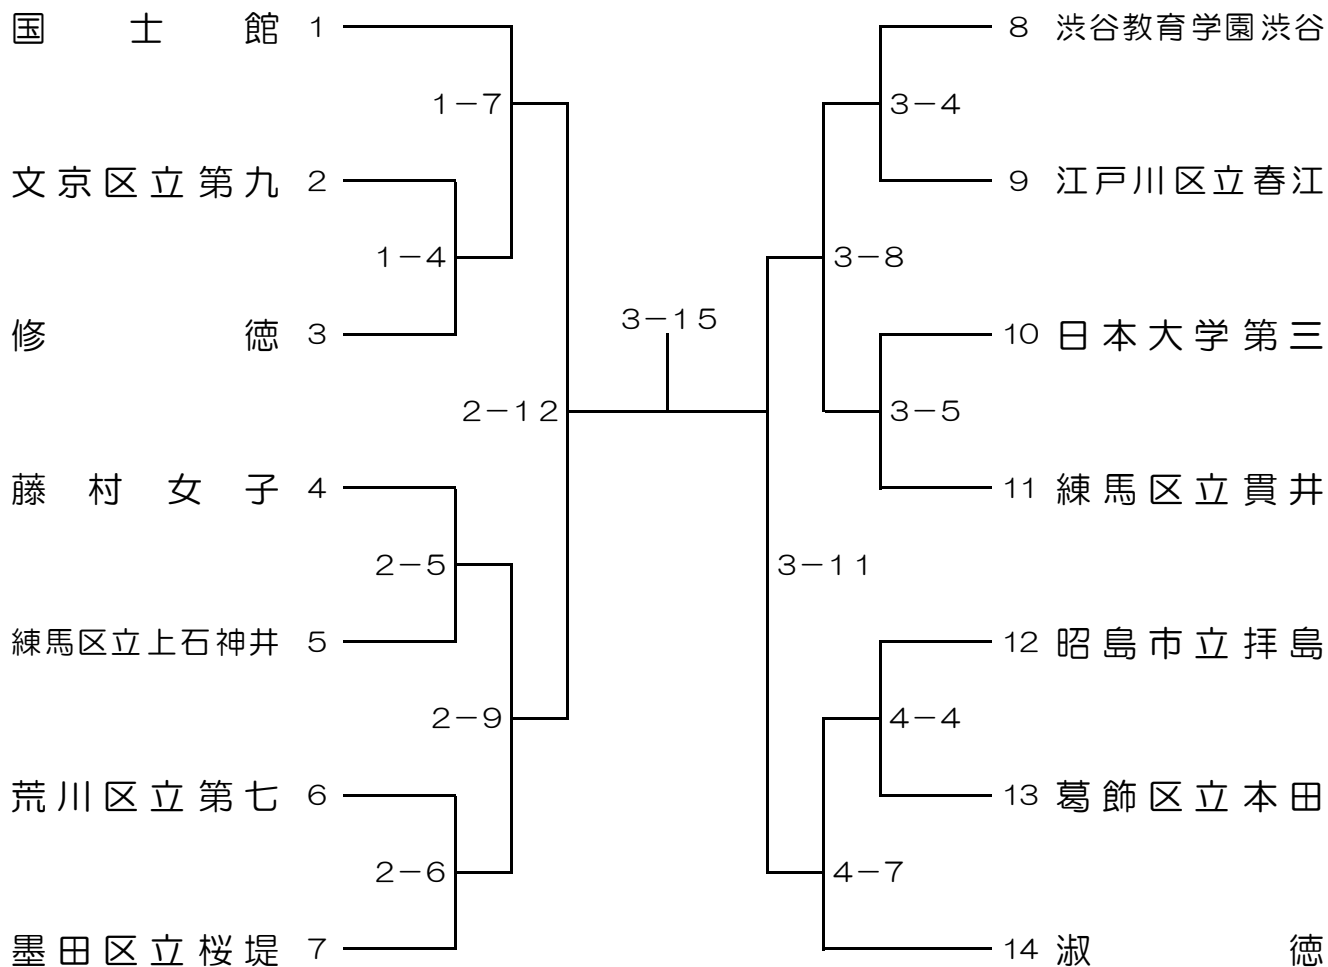 国士館 1
1-7
文京区立第九 2
1-4
修徳 3
2-12
藤村女子 4
2-5
練馬区立上石神井 5
2-9
荒川区立第七 6
2-6
墨田区立桜堤 7
3-15
8 渋谷教育学園渋谷
3-4
9 江戸川区立春江
3-8
10 日本大学第三
3-5
11 練馬区立貫井
3-11
12 昭島市立拝島
4-4
13 葛飾区立本田
4-7
14 淑徳